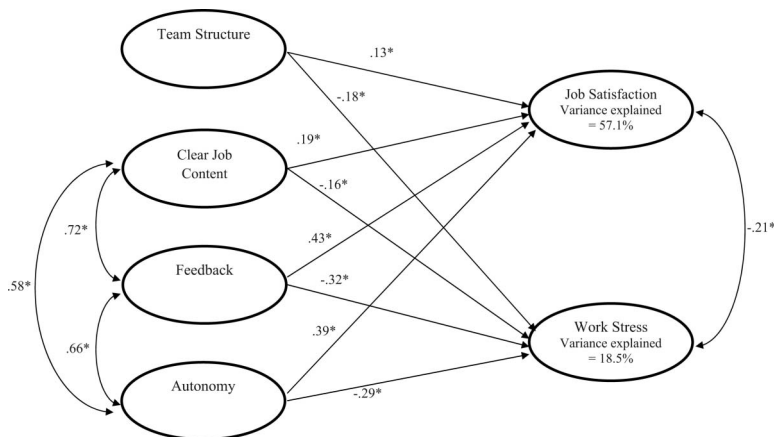 Team Structure
.13*
-.18*
Job Satisfaction
Variance explained
= 57.1%
Clear Job
Content
.19*
-.16*
.72*
.43*
-.21*
Feedback
.58*
-.32*
.39*
Work Stress
Variance explained
= 18.5%
.66*
Autonomy
-.29*